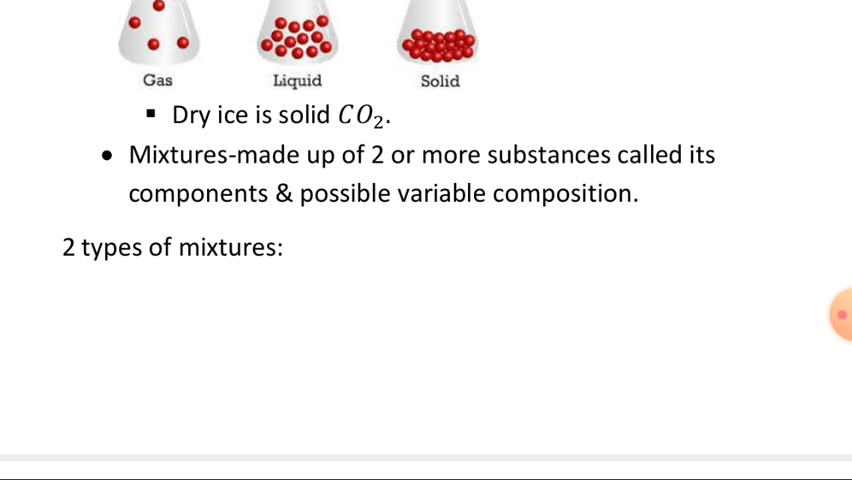 Gas Liquid Solid
▪ Dry ice is solid 𝐶𝑂₂.
• Mixtures-made up of 2 or more substances called its
components & possible variable composition.
2 types of mixtures: